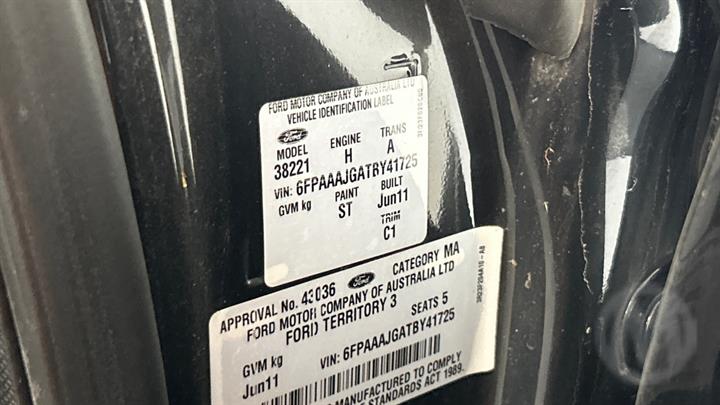 FORD MOTOR COMPANY OF AUSTRALIA LTD
VEHICLE IDENTIFICATION LABEL
Ford
MODEL ENGINE TRANS
38221 H A
VIN: 6FPAAAJGATBY41725
GVM kg PAINT BUILT
ST Jun11
TRIM
C1
APPROVAL No. 43036 Ford CATEGORY MA
FORD MOTOR COMPANY OF AUSTRALIA LTD
FORD TERRITORY 3 SEATS 5
GVM kg VIN: 6FPAAAJGATBY41725
Jun11
MANUFACTURED TO COMPLY
STANDARDS ACT 1989.